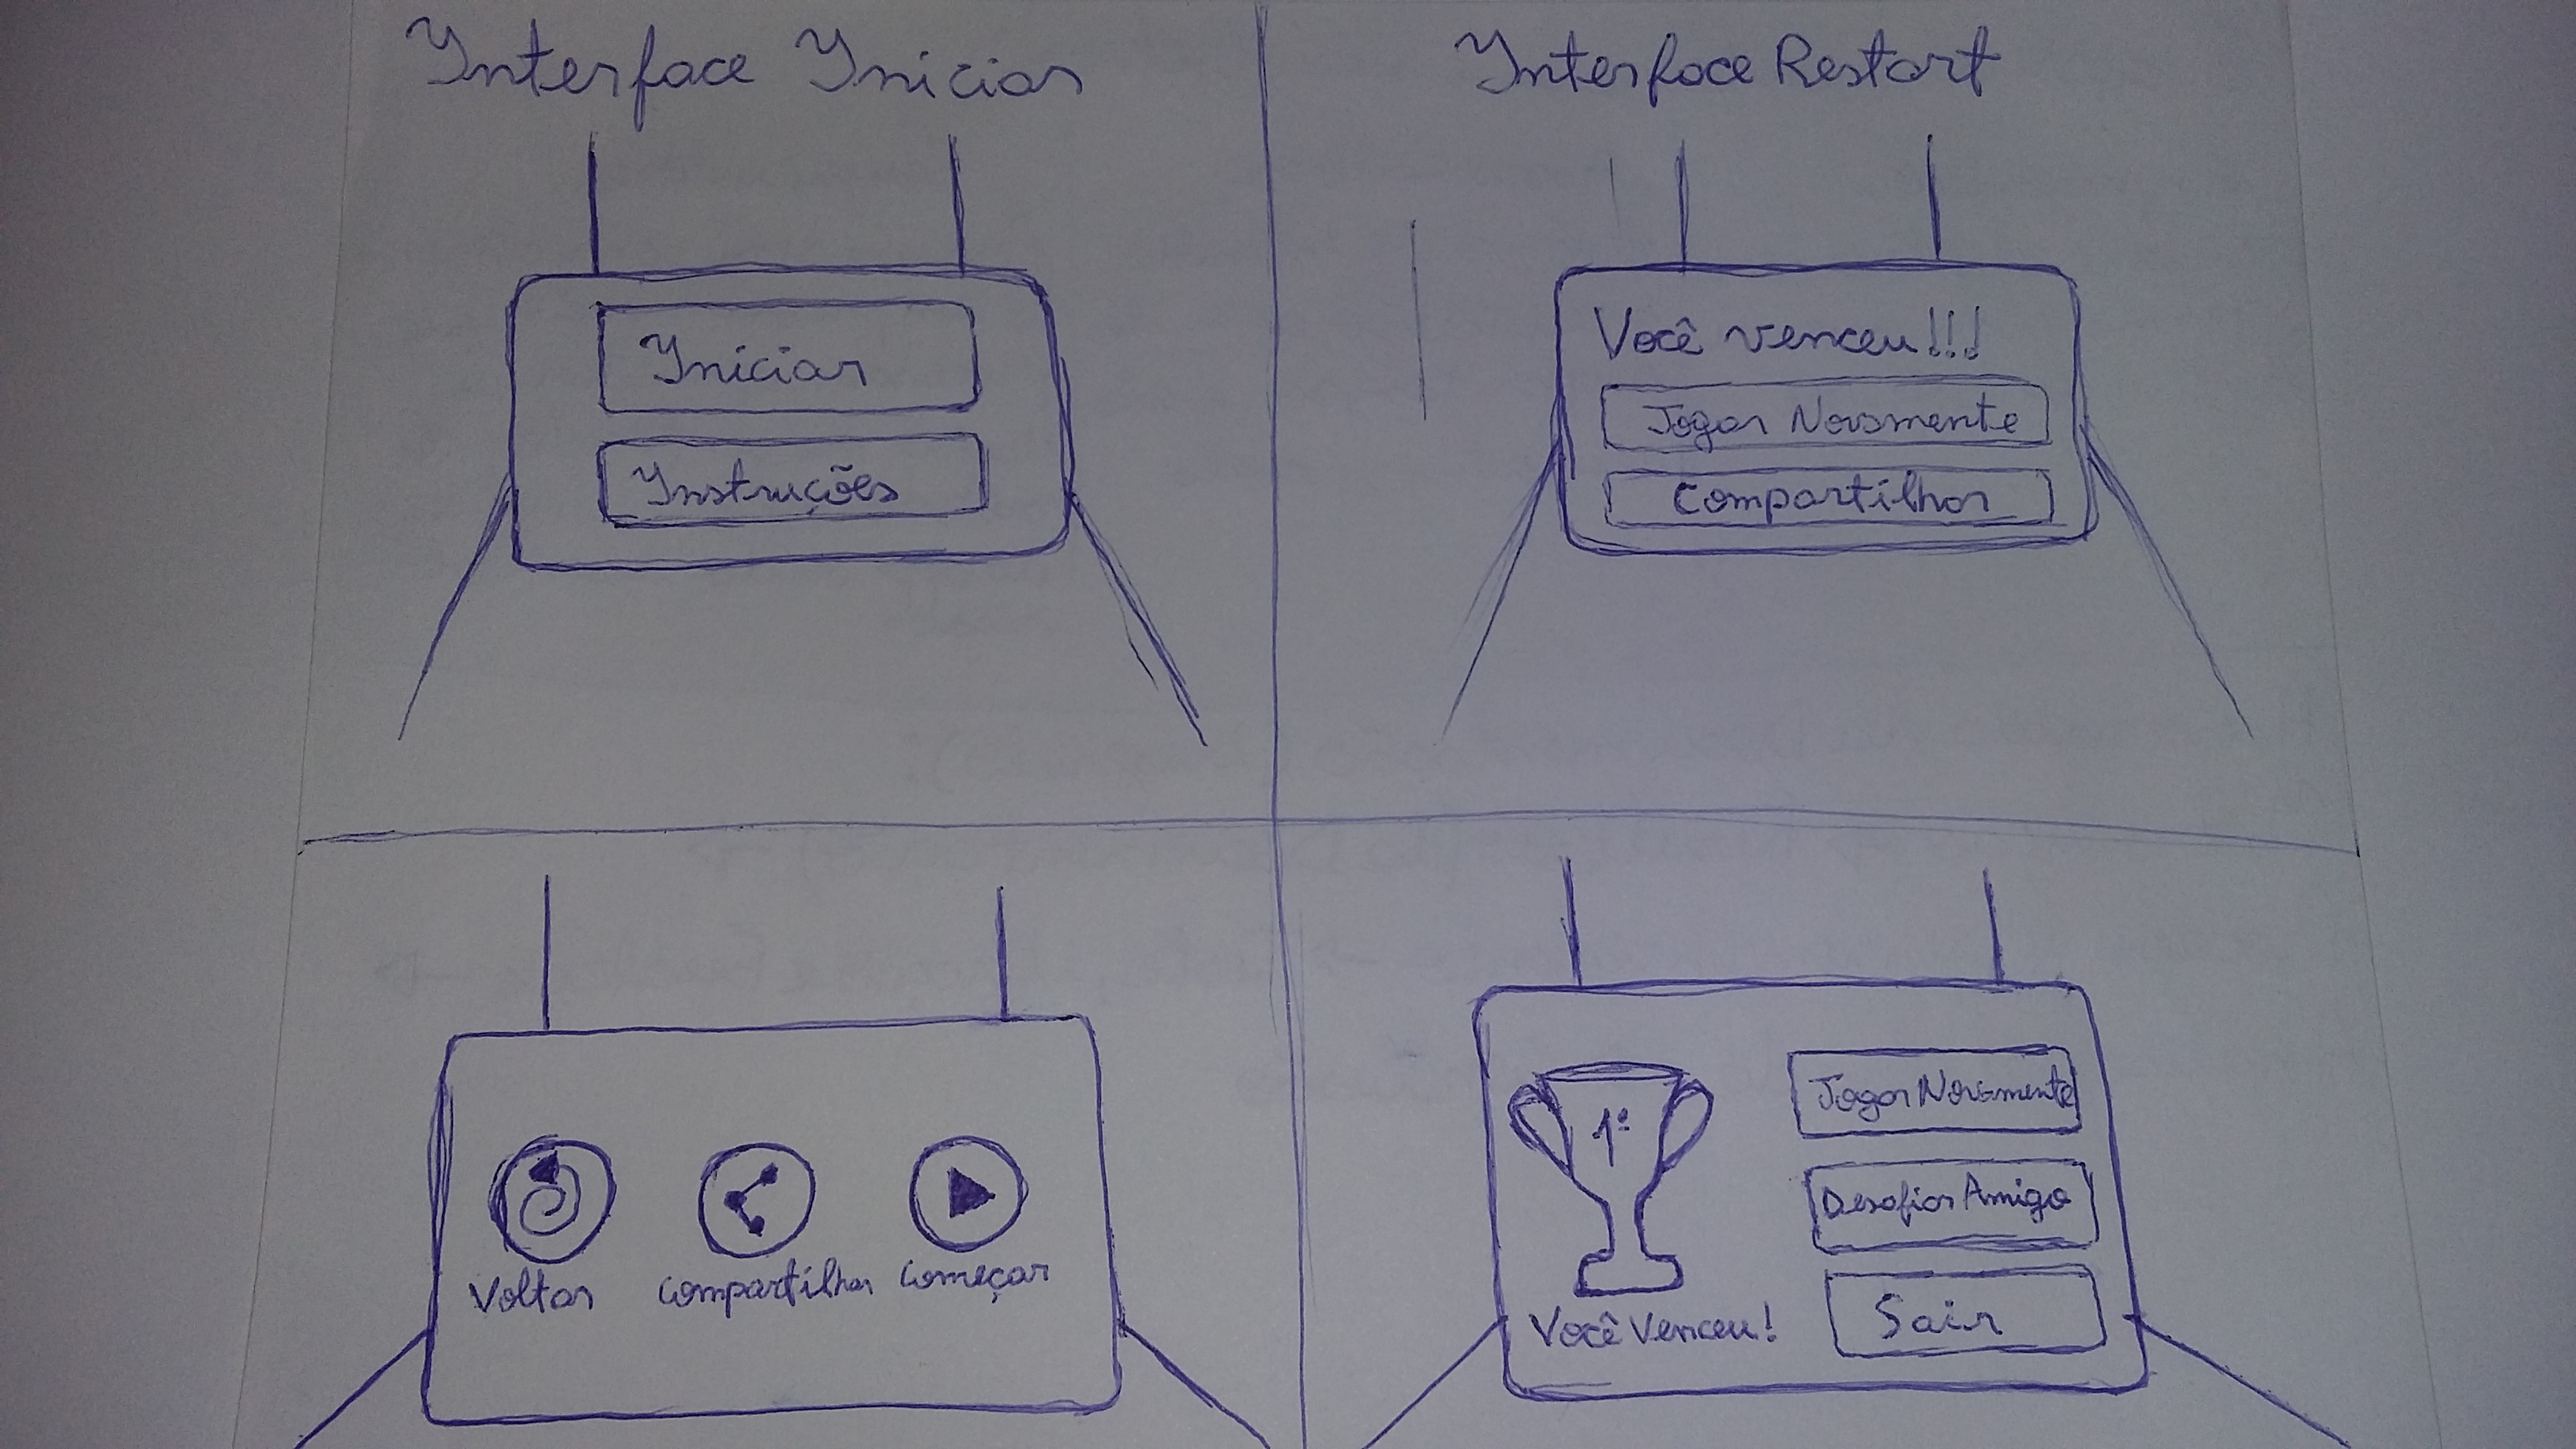 Interface Iniciar
Iniciar
Instruções
Interface Restart
Você venceu!!!
Jogar Novamente
Compartilhar
Voltar
compartilhar
começar
1º
Você Venceu!
Jogar Novamente
Desafiar Amigo
Sair